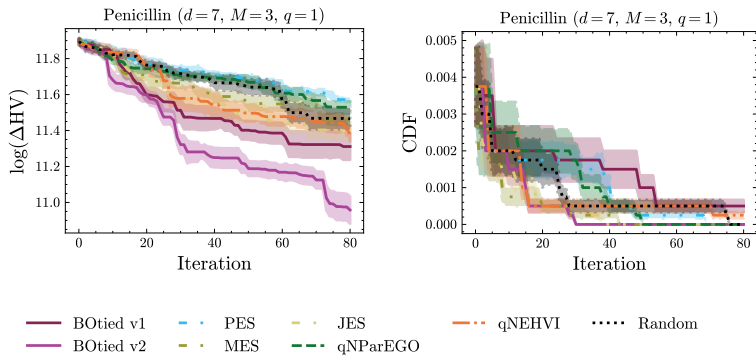 Penicillin (d = 7, M = 3, q = 1)
11.8
11.6
11.4
11.2
11.0
log(ΔHV)
0
20
40
60
80
Iteration
Penicillin (d = 7, M = 3, q = 1)
0.005
0.004
0.003
0.002
0.001
0.000
CDF
0
20
40
60
80
Iteration
BOtied v1
PES
JES
qNEHVI
Random
BOtied v2
MES
qNParEGO